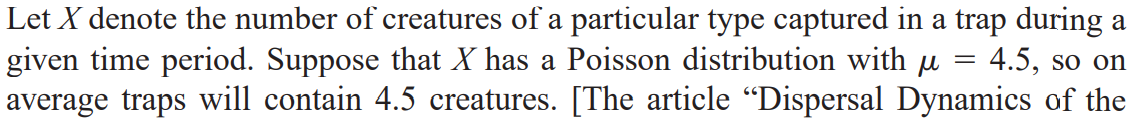 Let X denote the number of creatures of a particular type captured in a trap during a
given time period. Suppose that X has a Poisson distribution with μ = 4.5, so on
average traps will contain 4.5 creatures. [The article “Dispersal Dynamics of the